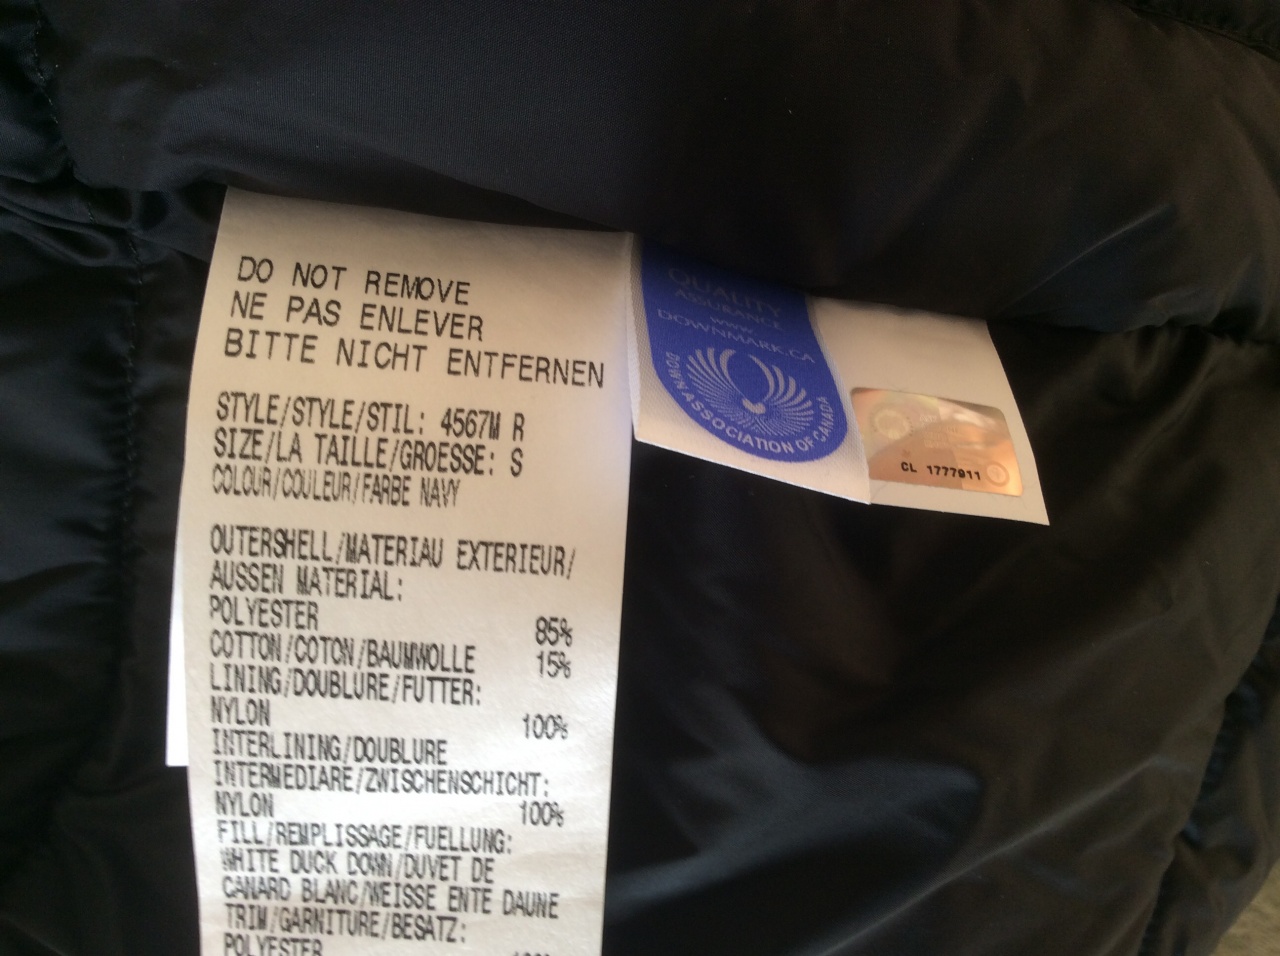 DO NOT REMOVE
NE PAS ENLEVER
BITTE NICHT ENTFERNEN
STYLE/STYLE/STIL: 4567M R
SIZE/LA TAILLE/GROESSE: S
COLOUR/COULEUR/FARBE NAVY
OUTERSHELL/MATERIAU EXTERIEUR/
AUSSEN MATERIAL:
POLYESTER 85%
COTTON/COTON/BAUMWOLLE 15%
LINING/DOUBLURE/FUTTER:
NYLON 100%
INTERLINING/DOUBLURE
INTERMEDIARE/ZWISCHENSCHICHT:
NYLON 100%
FILL/REMPLISSAGE/FUELLUNG:
WHITE DUCK DOWN/DUVET DE
CANARD BLANC/WEISSE ENTE DAUNE
TRIM/GARNITURE/BESATZ:
POLYESTER
QUALITY
ASSURANCE
www.
DOWNMARK.CA
DOWN ASSOCIATION OF CANADA
CL 1777911